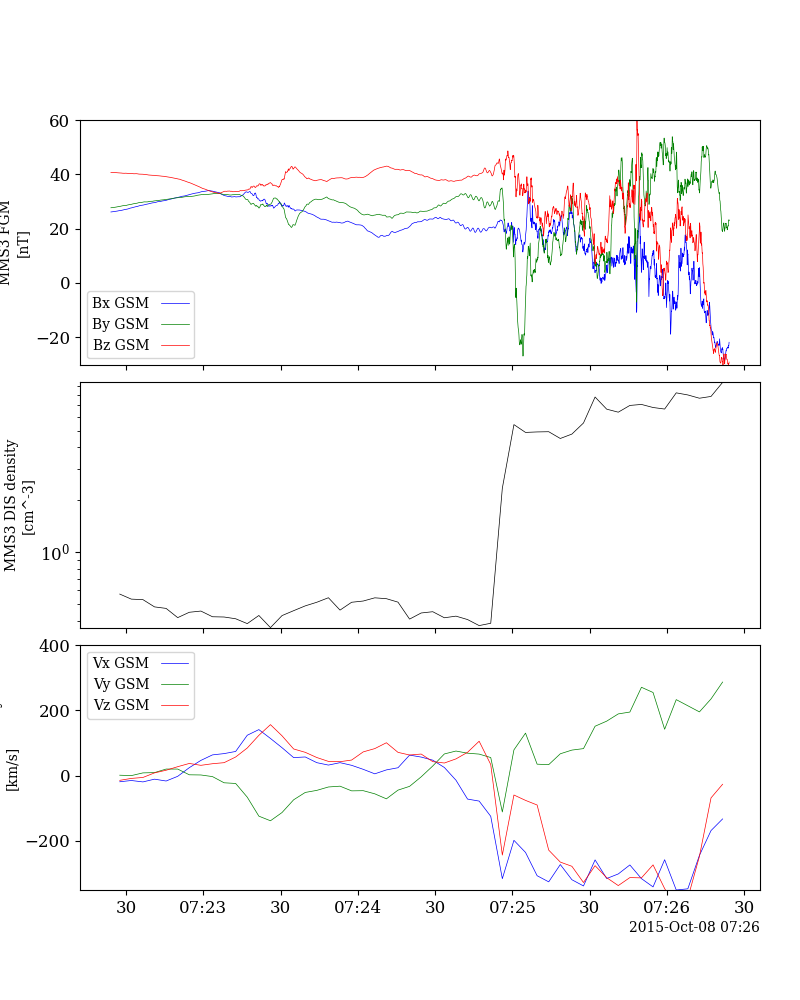 60
40
20
0
−20
MMS3 FGM
[nT]
Bx GSM
By GSM
Bz GSM
10^0
MMS3 DIS density
[cm^-3]
400
200
0
−200
[km/s]
Vx GSM
Vy GSM
Vz GSM
30 07:23 30 07:24 30 07:25 30 07:26 30
2015-Oct-08 07:26